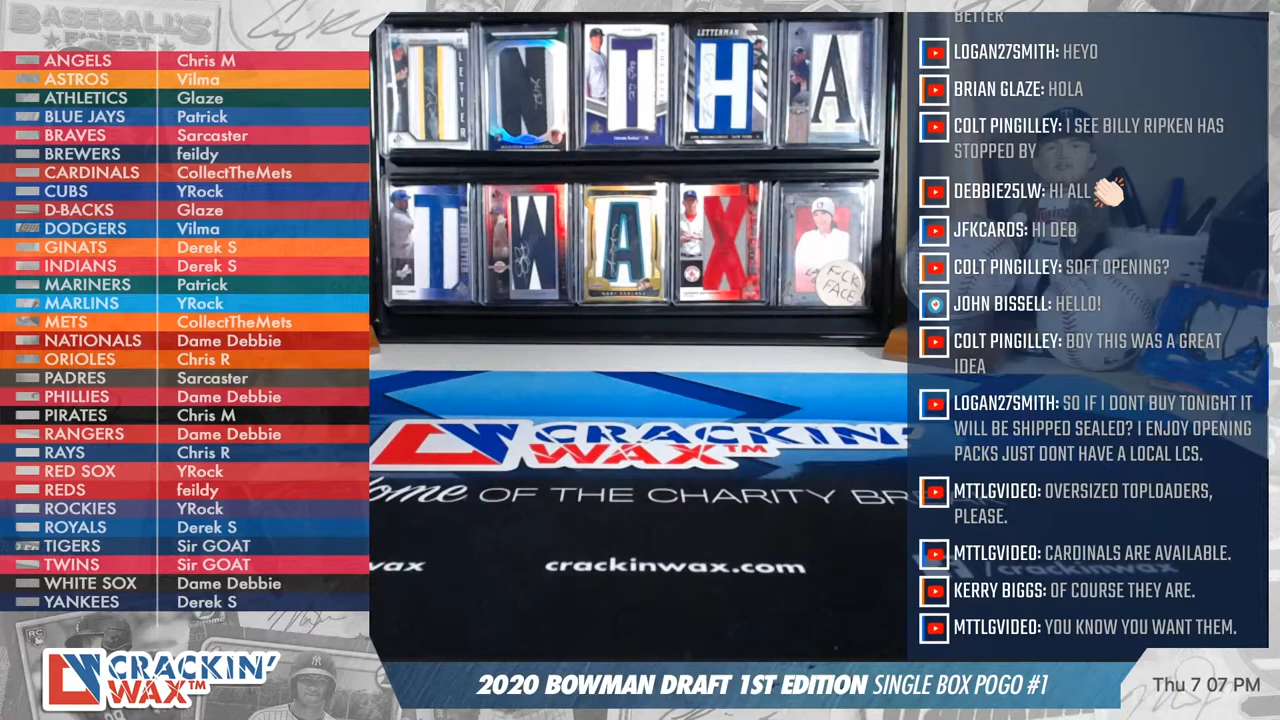 BASEBALL'S
FINEST
ANGELS Chris M
ASTROS Vilma
ATHLETICS Glaze
BLUE JAYS Patrick
BRAVES Sarcaster
BREWERS feildy
CARDINALS CollectTheMets
CUBS YRock
D-BACKS Glaze
DODGERS Vilma
GINATS Derek S
INDIANS Derek S
MARINERS Patrick
MARLINS YRock
METS CollectTheMets
NATIONALS Dame Debbie
ORIOLES Chris R
PADRES Sarcaster
PHILLIES Dame Debbie
PIRATES Chris M
RANGERS Dame Debbie
RAYS Chris R
RED SOX YRock
REDS feildy
ROCKIES YRock
ROYALS Derek S
TIGERS Sir GOAT
TWINS Sir GOAT
WHITE SOX Dame Debbie
YANKEES Derek S
RC
CRACKIN'
WAX™
LETTERMAN
I N T H A
T W A X
F*CK
FACE
CRACKIN'
WAX™
ome OF THE CHARITY BR
wax crackinwax.com
BETTER
LOGAN27SMITH: HEYO
BRIAN GLAZE: HOLA
COLT PINGILLEY: I SEE BILLY RIPKEN HAS
STOPPED BY
DEBBIE25LW: HI ALL 👏🏻
JFKCARDS: HI DEB
COLT PINGILLEY: SOFT OPENING?
JOHN BISSELL: HELLO!
COLT PINGILLEY: BOY THIS WAS A GREAT
IDEA
LOGAN27SMITH: SO IF I DONT BUY TONIGHT IT
WILL BE SHIPPED SEALED? I ENJOY OPENING
PACKS JUST DONT HAVE A LOCAL LCS.
MTTLGVIDEO: OVERSIZED TOPLOADERS,
PLEASE.
MTTLGVIDEO: CARDINALS ARE AVAILABLE.
KERRY BIGGS: OF COURSE THEY ARE.
MTTLGVIDEO: YOU KNOW YOU WANT THEM.
2020 BOWMAN DRAFT 1ST EDITION SINGLE BOX POGO #1
Thu 7 07 PM